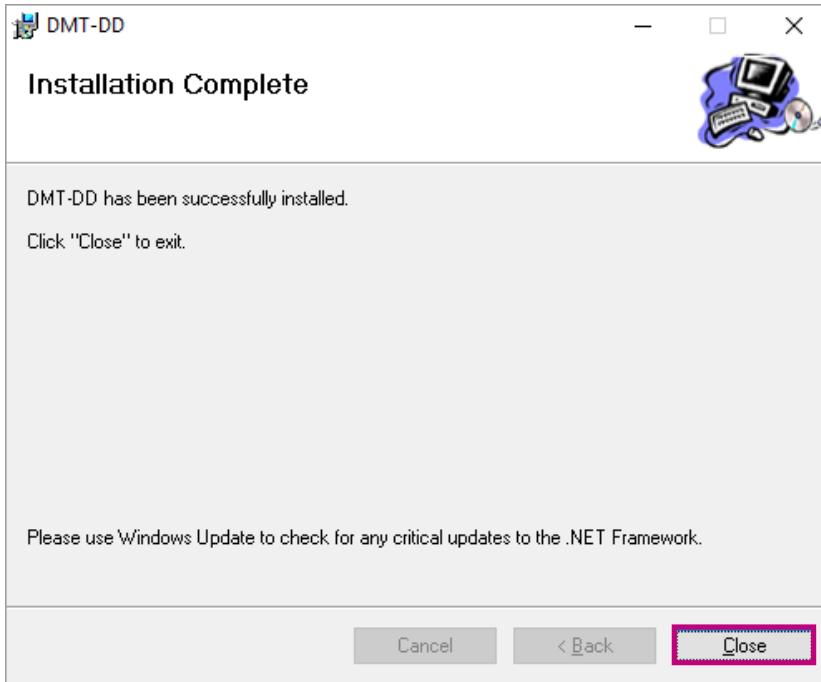 DMT-DD
Installation Complete
DMT-DD has been successfully installed.
Click "Close" to exit.
Please use Windows Update to check for any critical updates to the .NET Framework.
Cancel
< Back
Close